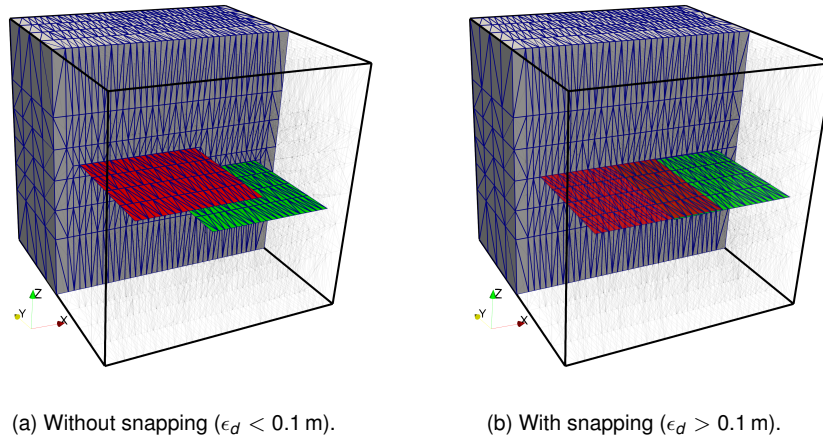 Z
Y
X
Z
Y
X
(a) Without snapping (ϵ_d < 0.1 m).
(b) With snapping (ϵ_d > 0.1 m).